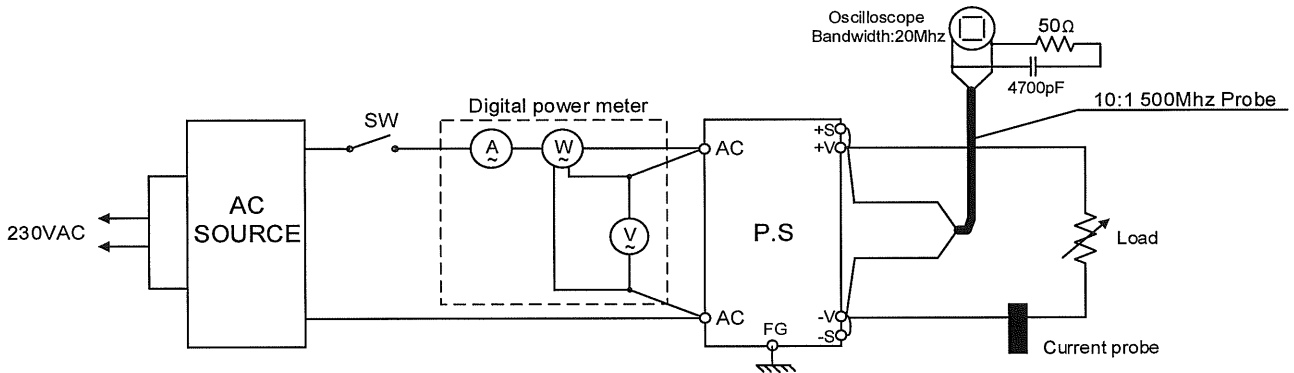 Oscilloscope
Bandwidth:20Mhz
50Ω
4700pF
10:1 500Mhz Probe
Digital power meter
SW
A
~
W
~
V
~
AC
SOURCE
230VAC
AC
AC
P.S
FG
+S
+V
-V
-S
Load
Current probe